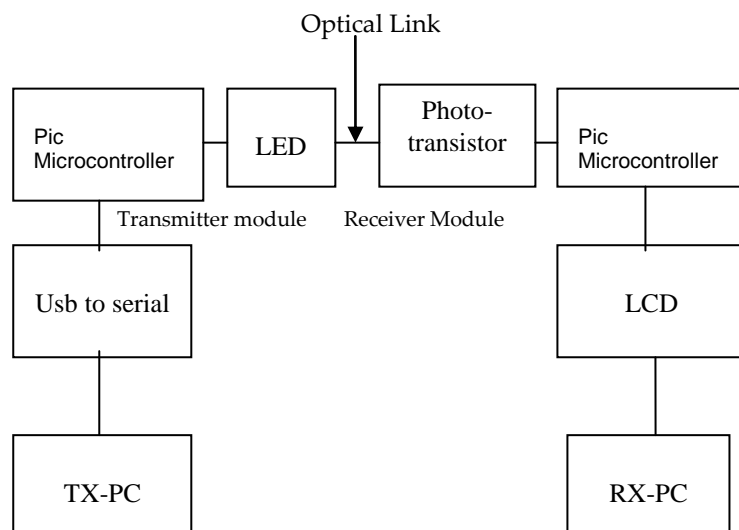 Optical Link
Pic
Microcontroller
LED
Photo-
transistor
Pic
Microcontroller
Transmitter module
Receiver Module
Usb to serial
LCD
TX-PC
RX-PC